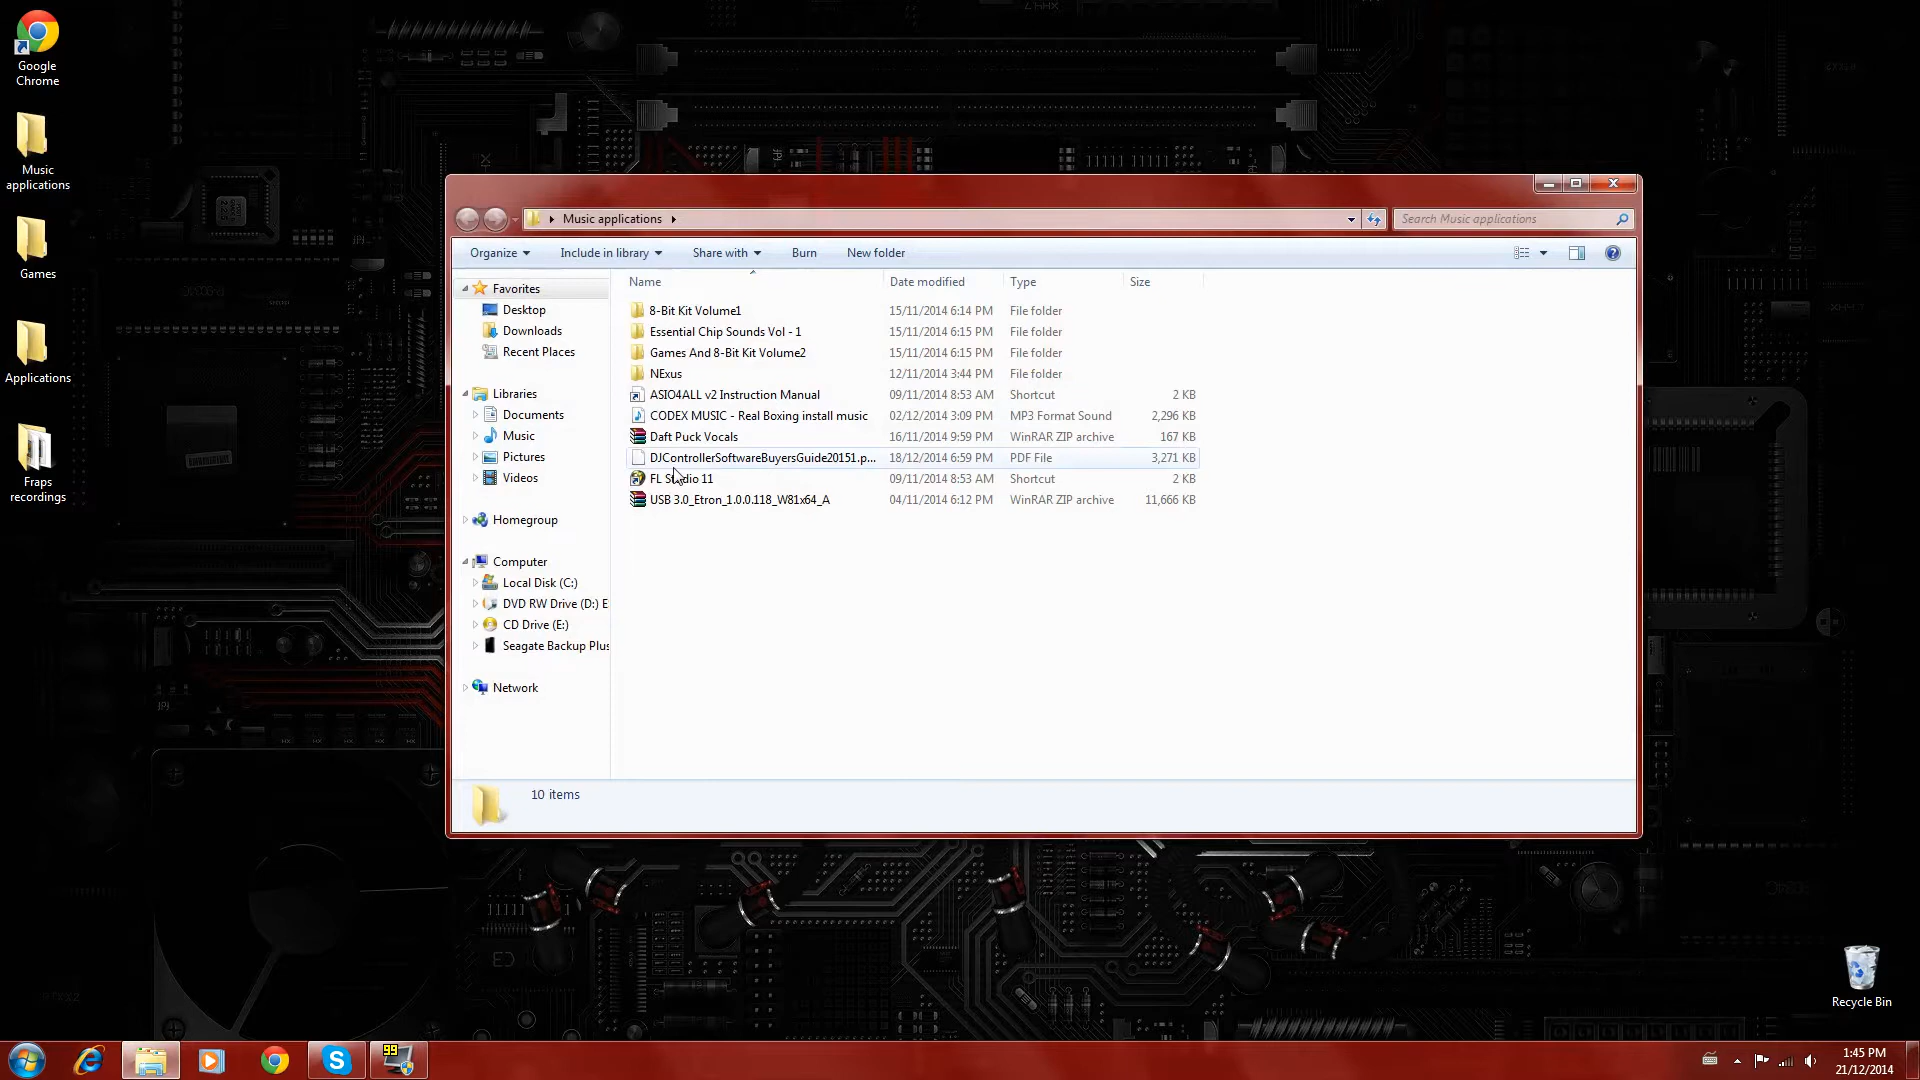 Google
Chrome
Music
applications
Games
Applications
Fraps
recordings
Music applications
Search Music applications
Organize
Include in library
Share with
Burn
New folder
Favorites
Desktop
Downloads
Recent Places
Libraries
Documents
Music
Pictures
Videos
Homegroup
Computer
Local Disk (C:)
DVD RW Drive (D:) E
CD Drive (E:)
Seagate Backup Plus
Network
Name Date modified Type Size
8-Bit Kit Volume1 15/11/2014 6:14 PM File folder
Essential Chip Sounds Vol - 1 15/11/2014 6:15 PM File folder
Games And 8-Bit Kit Volume2 15/11/2014 6:15 PM File folder
NExus 12/11/2014 3:44 PM File folder
ASIO4ALL v2 Instruction Manual 09/11/2014 8:53 AM Shortcut 2 KB
CODEX MUSIC - Real Boxing install music 02/12/2014 3:09 PM MP3 Format Sound 2,296 KB
Daft Puck Vocals 16/11/2014 9:59 PM WinRAR ZIP archive 167 KB
DJControllerSoftwareBuyersGuide20151.p... 18/12/2014 6:59 PM PDF File 3,271 KB
FL Studio 11 09/11/2014 8:53 AM Shortcut 2 KB
USB 3.0_Etron_1.0.0.118_W81x64_A 04/11/2014 6:12 PM WinRAR ZIP archive 11,666 KB
10 items
Recycle Bin
99
1:45 PM
21/12/2014